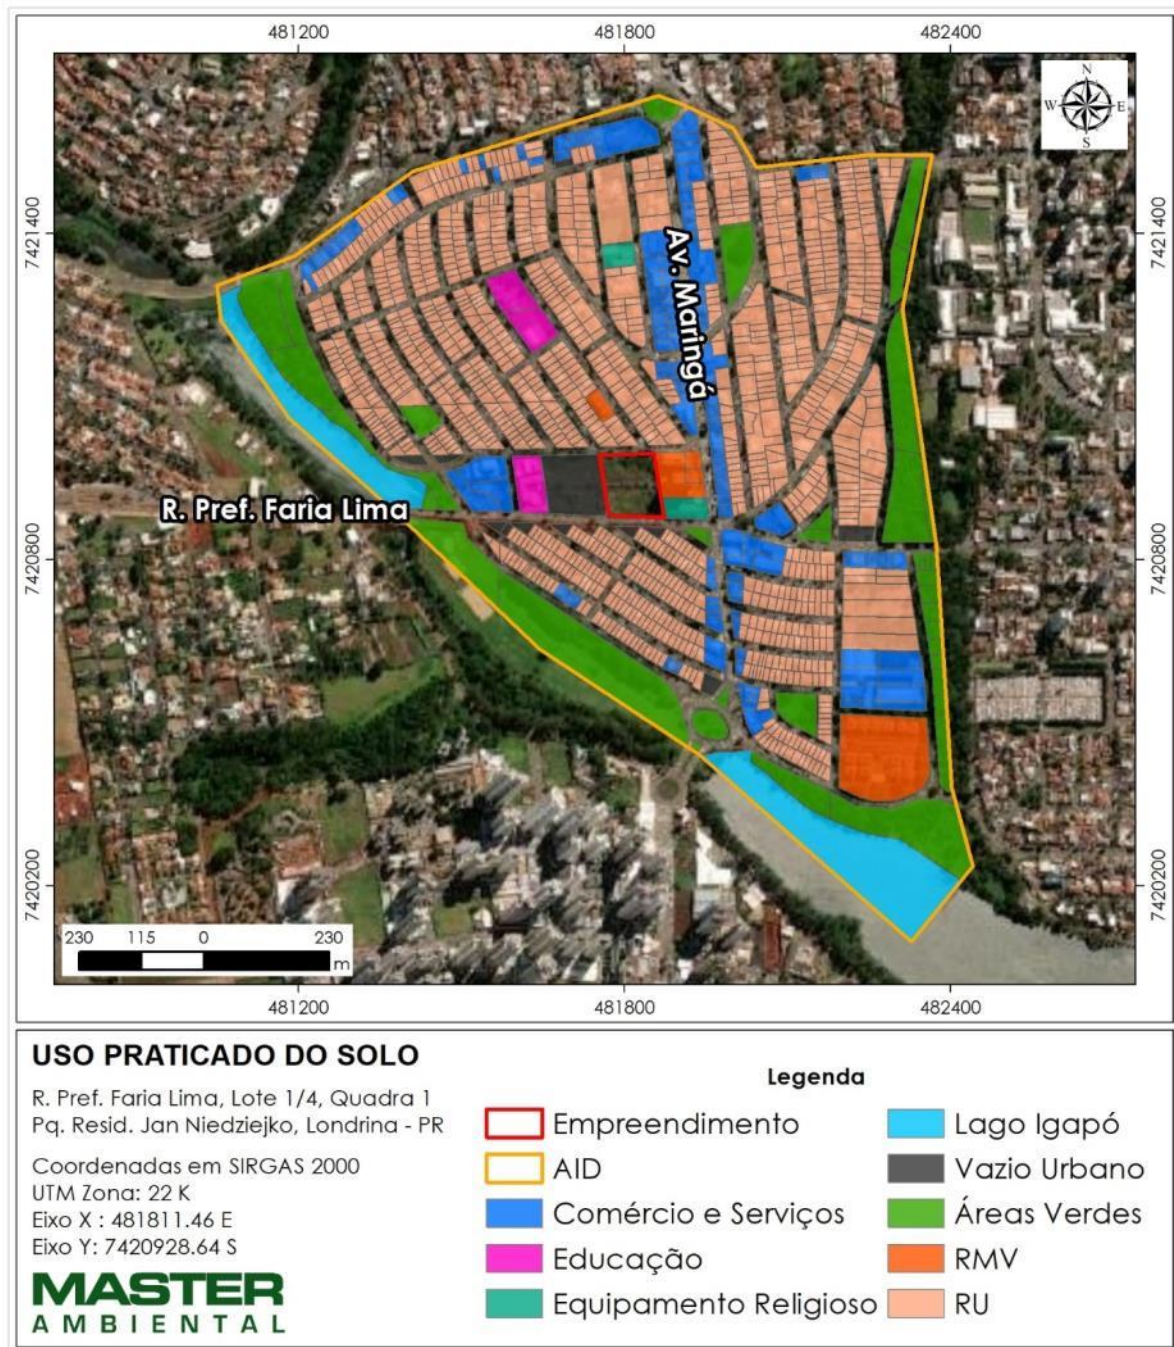 481200 481800 482400
N
W E
S
7421400 7421400
Av. Maringá
R. Pref. Faria Lima
7420800 7420800
7420200 7420200
230 115 0 230
m
481200 481800 482400
USO PRATICADO DO SOLO
R. Pref. Faria Lima, Lote 1/4, Quadra 1
Pq. Resid. Jan Niedziejko, Londrina - PR
Coordenadas em SIRGAS 2000
UTM Zona: 22 K
Eixo X : 481811.46 E
Eixo Y: 7420928.64 S
MASTER
AMBIENTAL
Legenda
Empreendimento
AID
Comércio e Serviços
Educação
Equipamento Religioso
Lago Igapó
Vazio Urbano
Áreas Verdes
RMV
RU